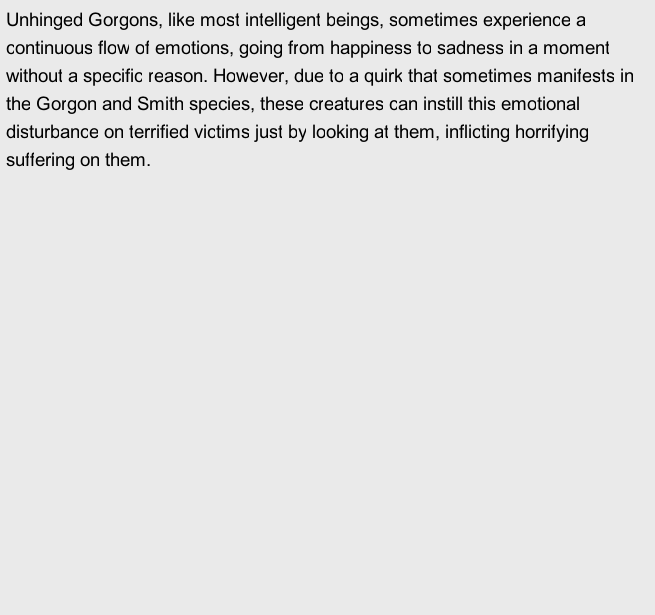 Unhinged Gorgons, like most intelligent beings, sometimes experience a
continuous flow of emotions, going from happiness to sadness in a moment
without a specific reason. However, due to a quirk that sometimes manifests in
the Gorgon and Smith species, these creatures can instill this emotional
disturbance on terrified victims just by looking at them, inflicting horrifying
suffering on them.